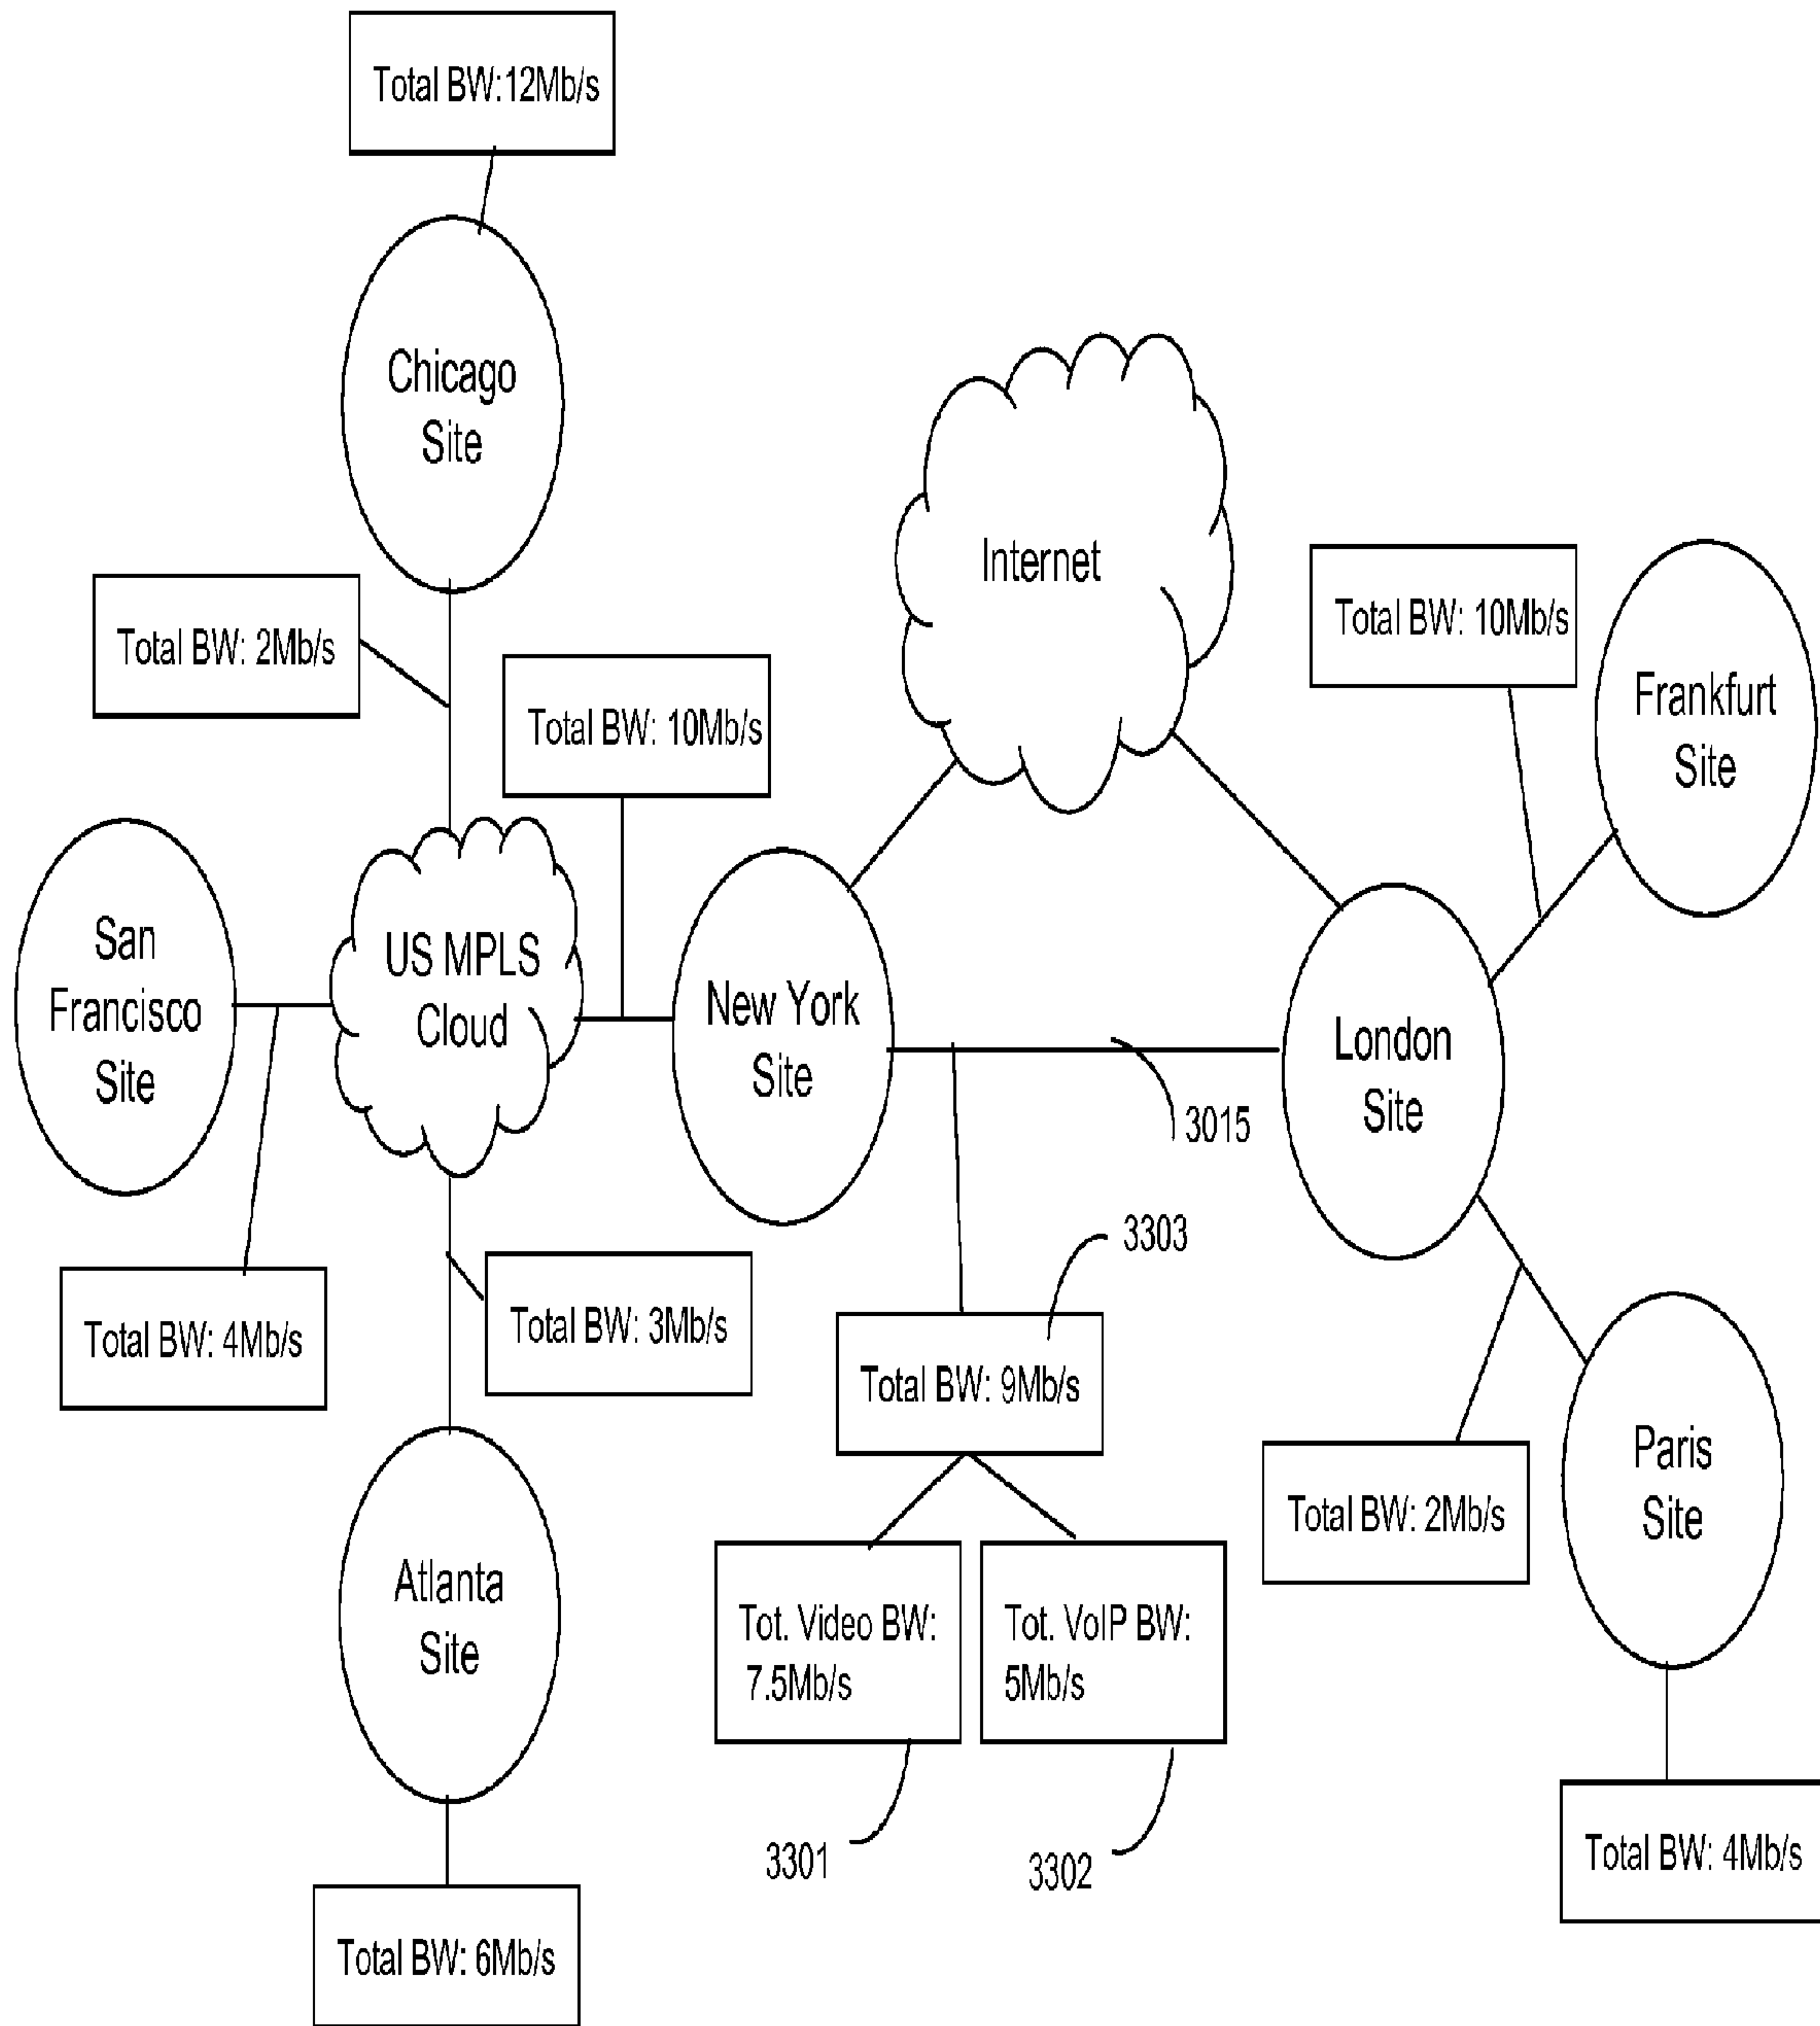 Total BW:12Mb/s
Chicago
Site
Internet
Total BW: 2Mb/s
Total BW: 10Mb/s
Total BW: 10Mb/s
Frankfurt
Site
San
Francisco
Site
US MPLS
Cloud
New York
Site
London
Site
3015
3303
Total BW: 4Mb/s
Total BW: 3Mb/s
Total BW: 9Mb/s
Total BW: 2Mb/s
Paris
Site
Atlanta
Site
Tot. Video BW:
7.5Mb/s
Tot. VoIP BW:
5Mb/s
3301
3302
Total BW: 4Mb/s
Total BW: 6Mb/s